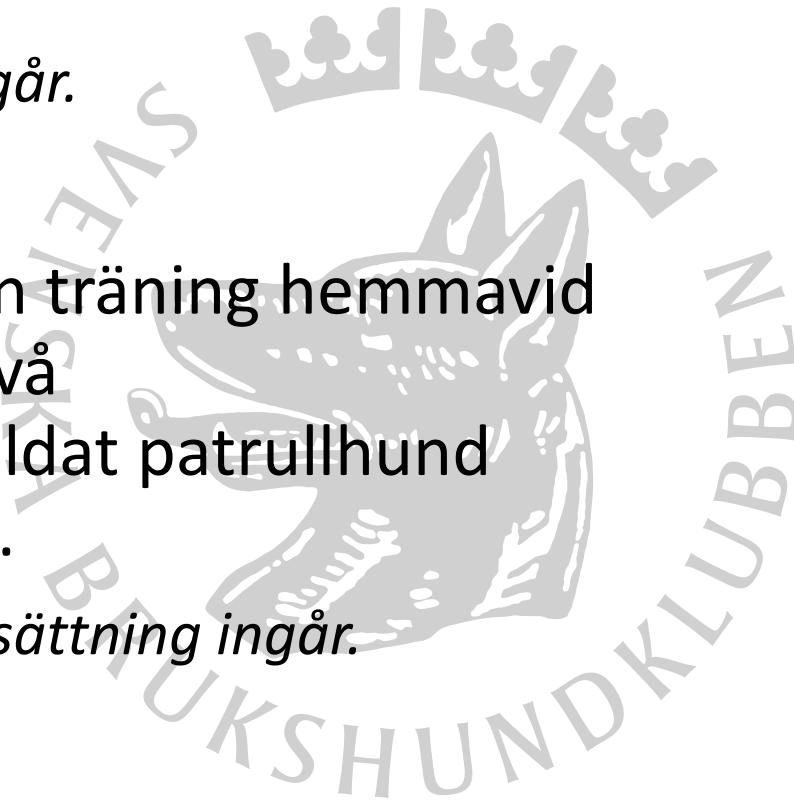 går.
n träning hemmavid
vå
ldat patrullhund
.
sättning ingår.
SVENSKA BRUKSHUNDKLUBBEN